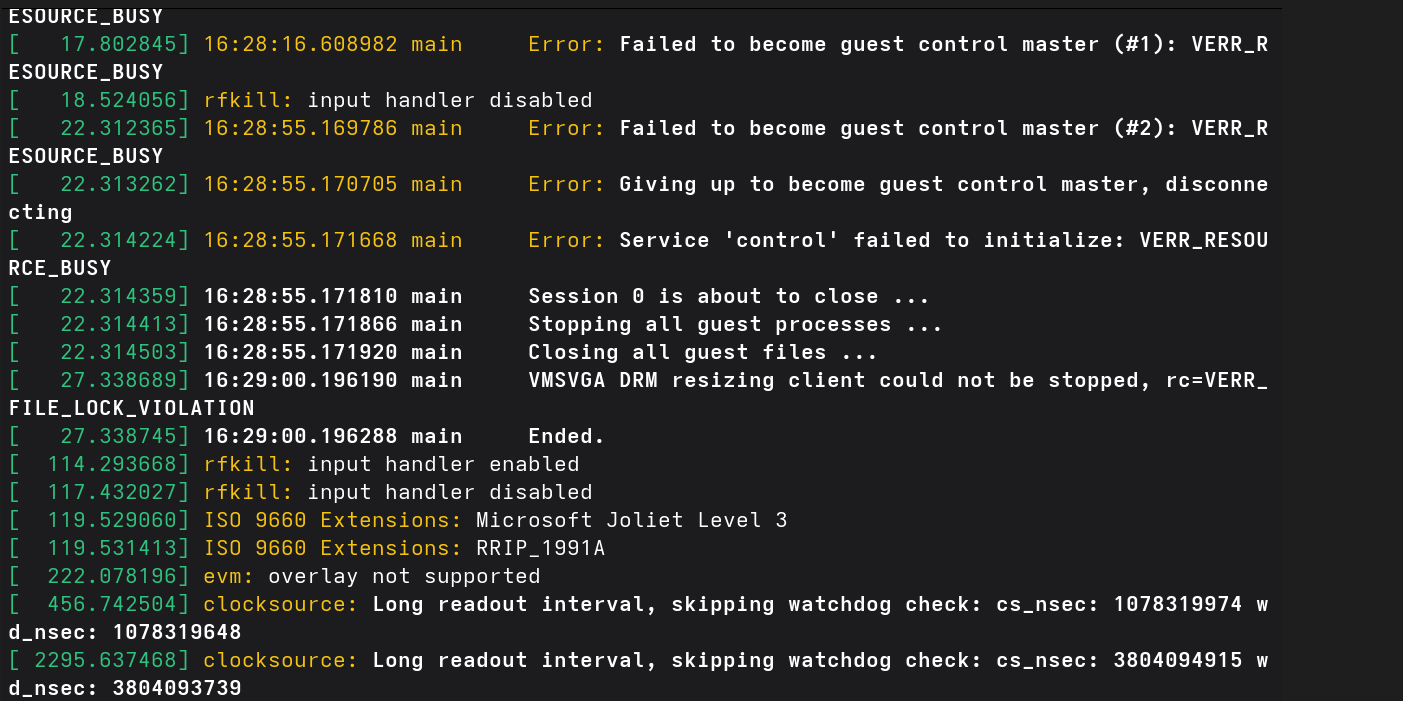 ESOURCE_BUSY
[   17.802845] 16:28:16.608982 main     Error: Failed to become guest control master (#1): VERR_R
ESOURCE_BUSY
[   18.524056] rfkill: input handler disabled
[   22.312365] 16:28:55.169786 main     Error: Failed to become guest control master (#2): VERR_R
ESOURCE_BUSY
[   22.313262] 16:28:55.170705 main     Error: Giving up to become guest control master, disconne
cting
[   22.314224] 16:28:55.171668 main     Error: Service 'control' failed to initialize: VERR_RESOU
RCE_BUSY
[   22.314359] 16:28:55.171810 main     Session 0 is about to close ...
[   22.314413] 16:28:55.171866 main     Stopping all guest processes ...
[   22.314503] 16:28:55.171920 main     Closing all guest files ...
[   27.338689] 16:29:00.196190 main     VMSVGA DRM resizing client could not be stopped, rc=VERR_
FILE_LOCK_VIOLATION
[   27.338745] 16:29:00.196288 main     Ended.
[  114.293668] rfkill: input handler enabled
[  117.432027] rfkill: input handler disabled
[  119.529060] ISO 9660 Extensions: Microsoft Joliet Level 3
[  119.531413] ISO 9660 Extensions: RRIP_1991A
[  222.078196] evm: overlay not supported
[  456.742504] clocksource: Long readout interval, skipping watchdog check: cs_nsec: 1078319974 w
d_nsec: 1078319648
[ 2295.637468] clocksource: Long readout interval, skipping watchdog check: cs_nsec: 3804094915 w
d_nsec: 3804093739